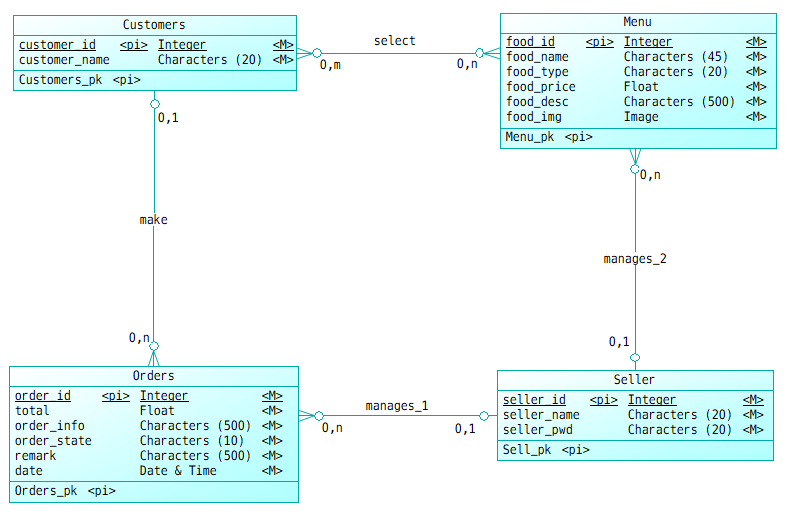 Customers
customer_id <pi> Integer <M>
customer_name Characters (20) <M>
Customers_pk <pi>
select
0,m
0,n
Menu
food_id <pi> Integer <M>
food_name Characters (45) <M>
food_type Characters (20) <M>
food_price Float <M>
food_desc Characters (500) <M>
food_img Image <M>
Menu_pk <pi>
0,1
make
0,n
0,n
manages_2
0,1
Orders
order_id <pi> Integer <M>
total Float <M>
order_info Characters (500) <M>
order_state Characters (10) <M>
remark Characters (500) <M>
date Date & Time <M>
Orders_pk <pi>
manages_1
0,n
0,1
Seller
seller_id <pi> Integer <M>
seller_name Characters (20) <M>
seller_pwd Characters (20) <M>
Sell_pk <pi>